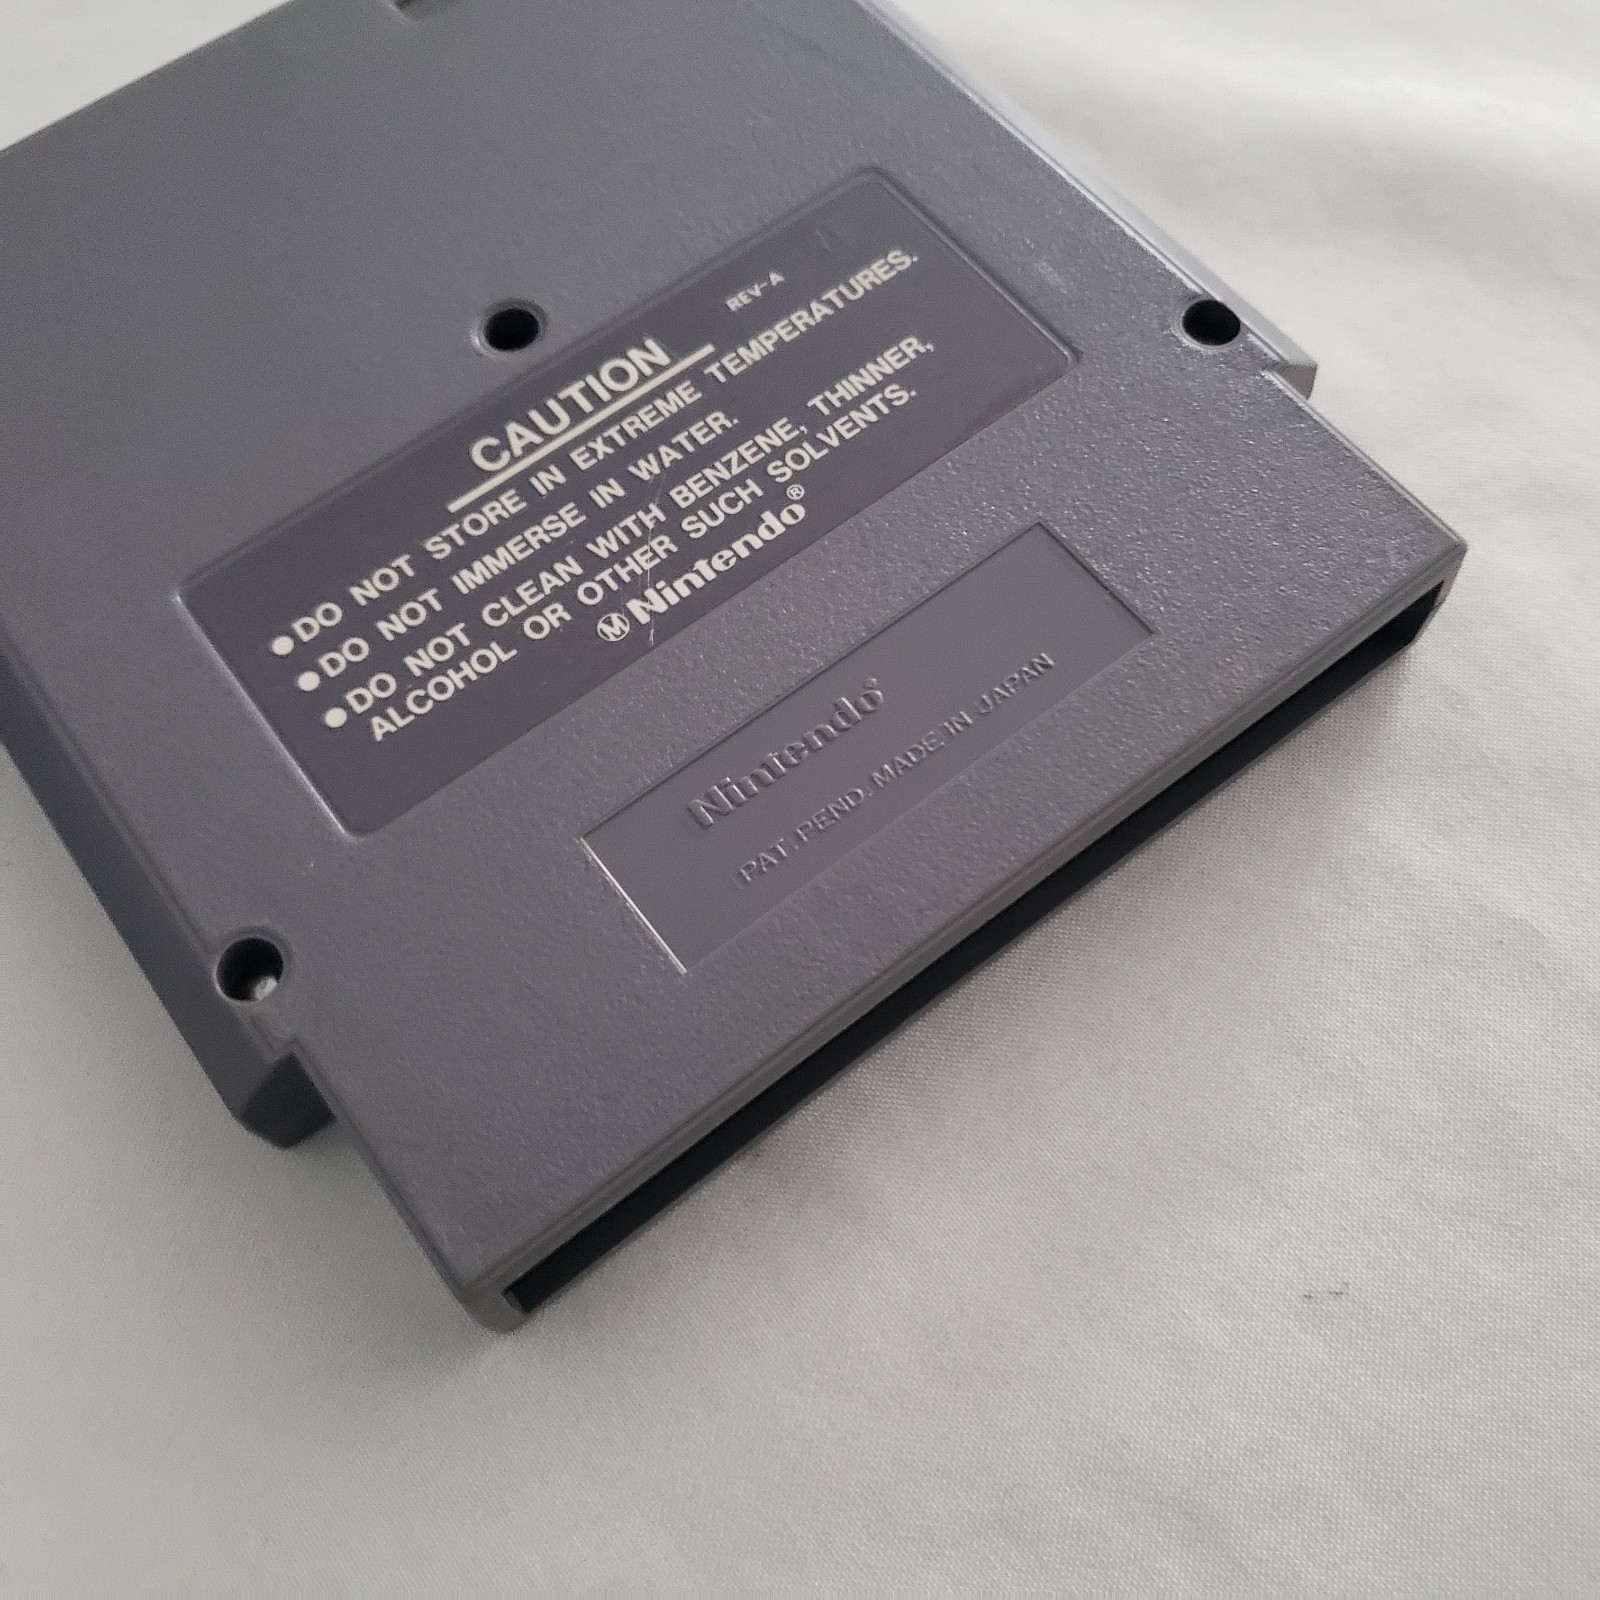 REV-A
CAUTION
●DO NOT STORE IN EXTREME TEMPERATURES.
●DO NOT IMMERSE IN WATER.
●DO NOT CLEAN WITH BENZENE, THINNER,
ALCOHOL OR OTHER SUCH SOLVENTS.
Ⓜ Nintendo®
Nintendo®
PAT. PEND. MADE IN JAPAN